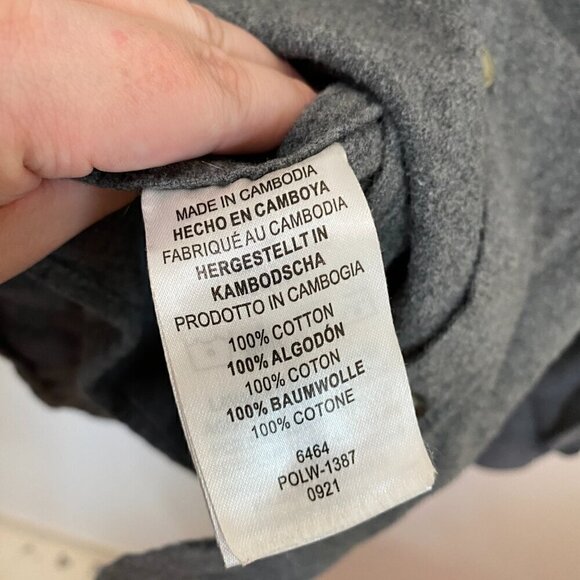 MADE IN CAMBODIA
HECHO EN CAMBOYA
FABRIQUÉ AU CAMBODIA
HERGESTELLT IN
KAMBODSCHA
PRODOTTO IN CAMBOGIA
100% COTTON
100% ALGODÓN
100% COTON
100% BAUMWOLLE
100% COTONE
6464
POLW-1387
0921